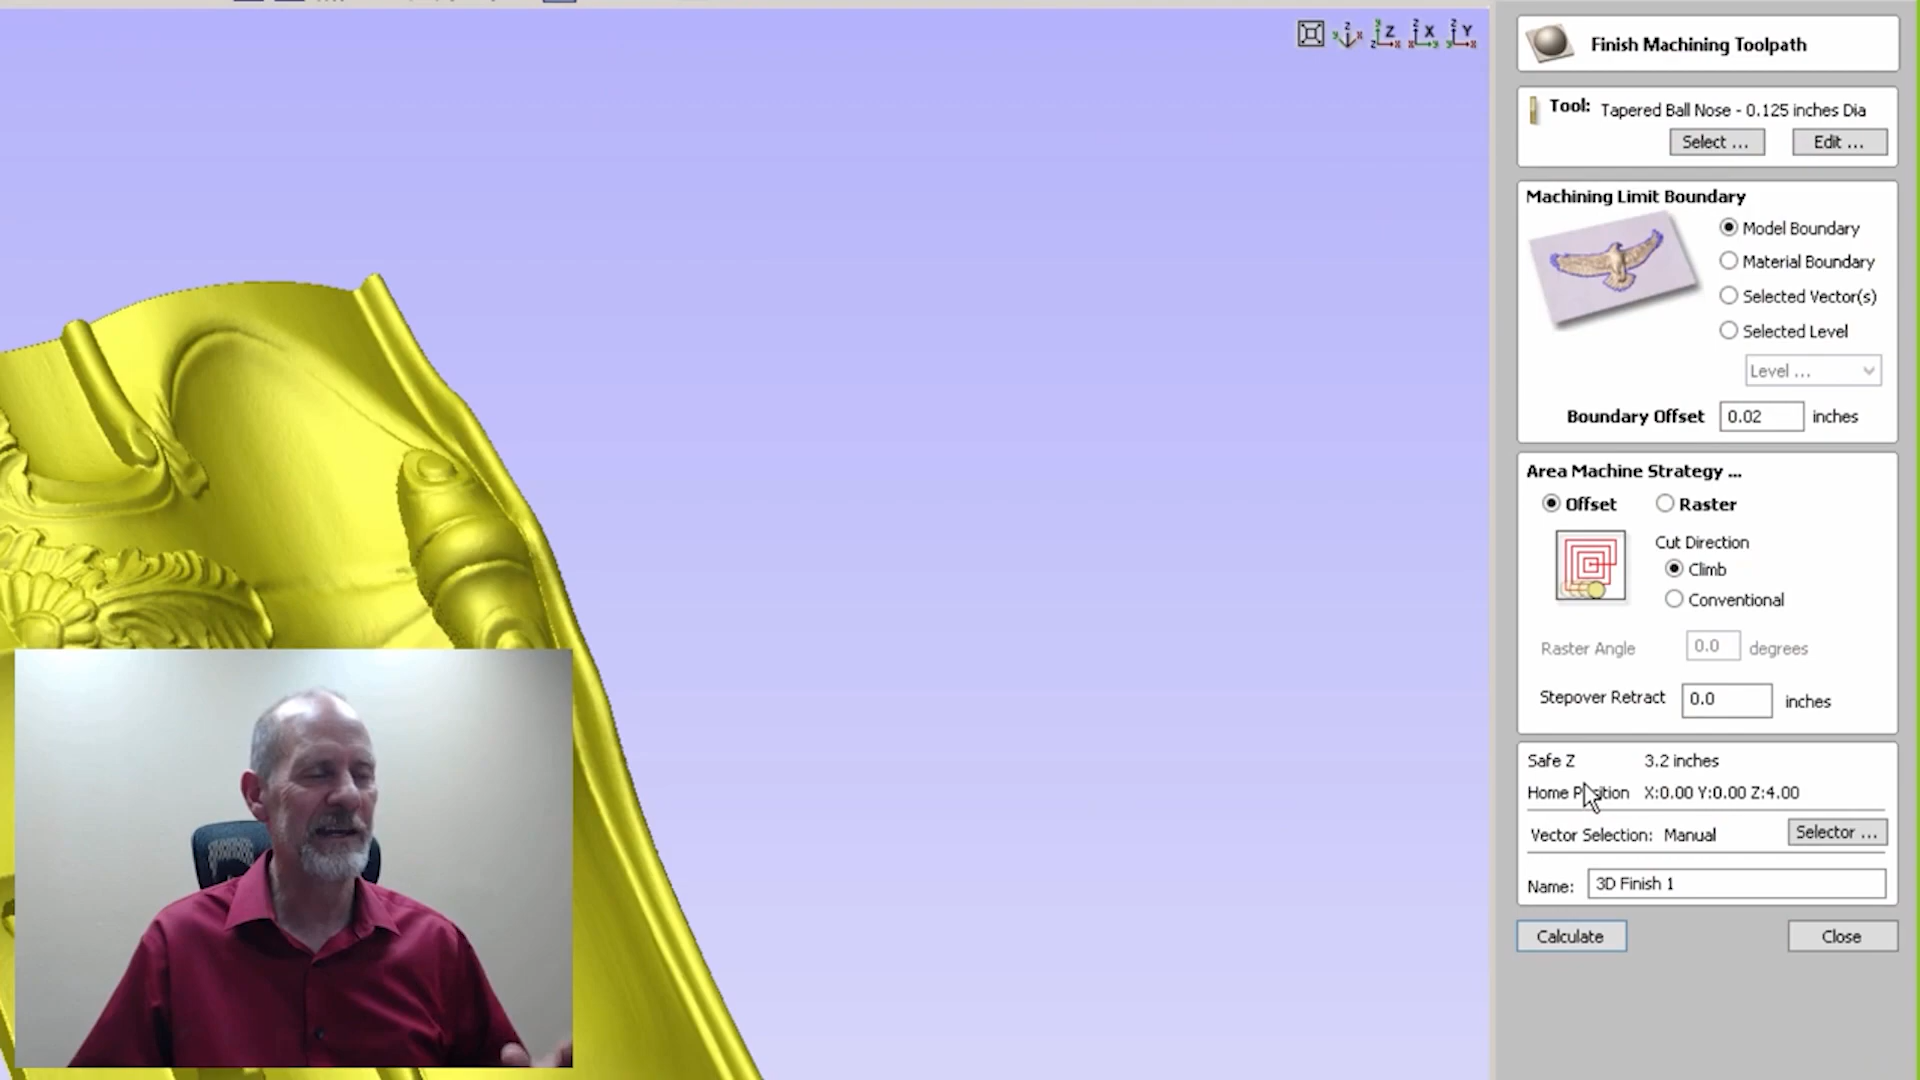 Finish Machining Toolpath
Tool: Tapered Ball Nose - 0.125 inches Dia
Select ... Edit ...
Machining Limit Boundary
Model Boundary
Material Boundary
Selected Vector(s)
Selected Level
Level ...
Boundary Offset 0.02 inches
Area Machine Strategy ...
Offset Raster
Cut Direction
Climb
Conventional
Raster Angle 0.0 degrees
Stepover Retract 0.0 inches
Safe Z 3.2 inches
Home Position X:0.00 Y:0.00 Z:4.00
Vector Selection: Manual Selector ...
Name: 3D Finish 1
Calculate Close